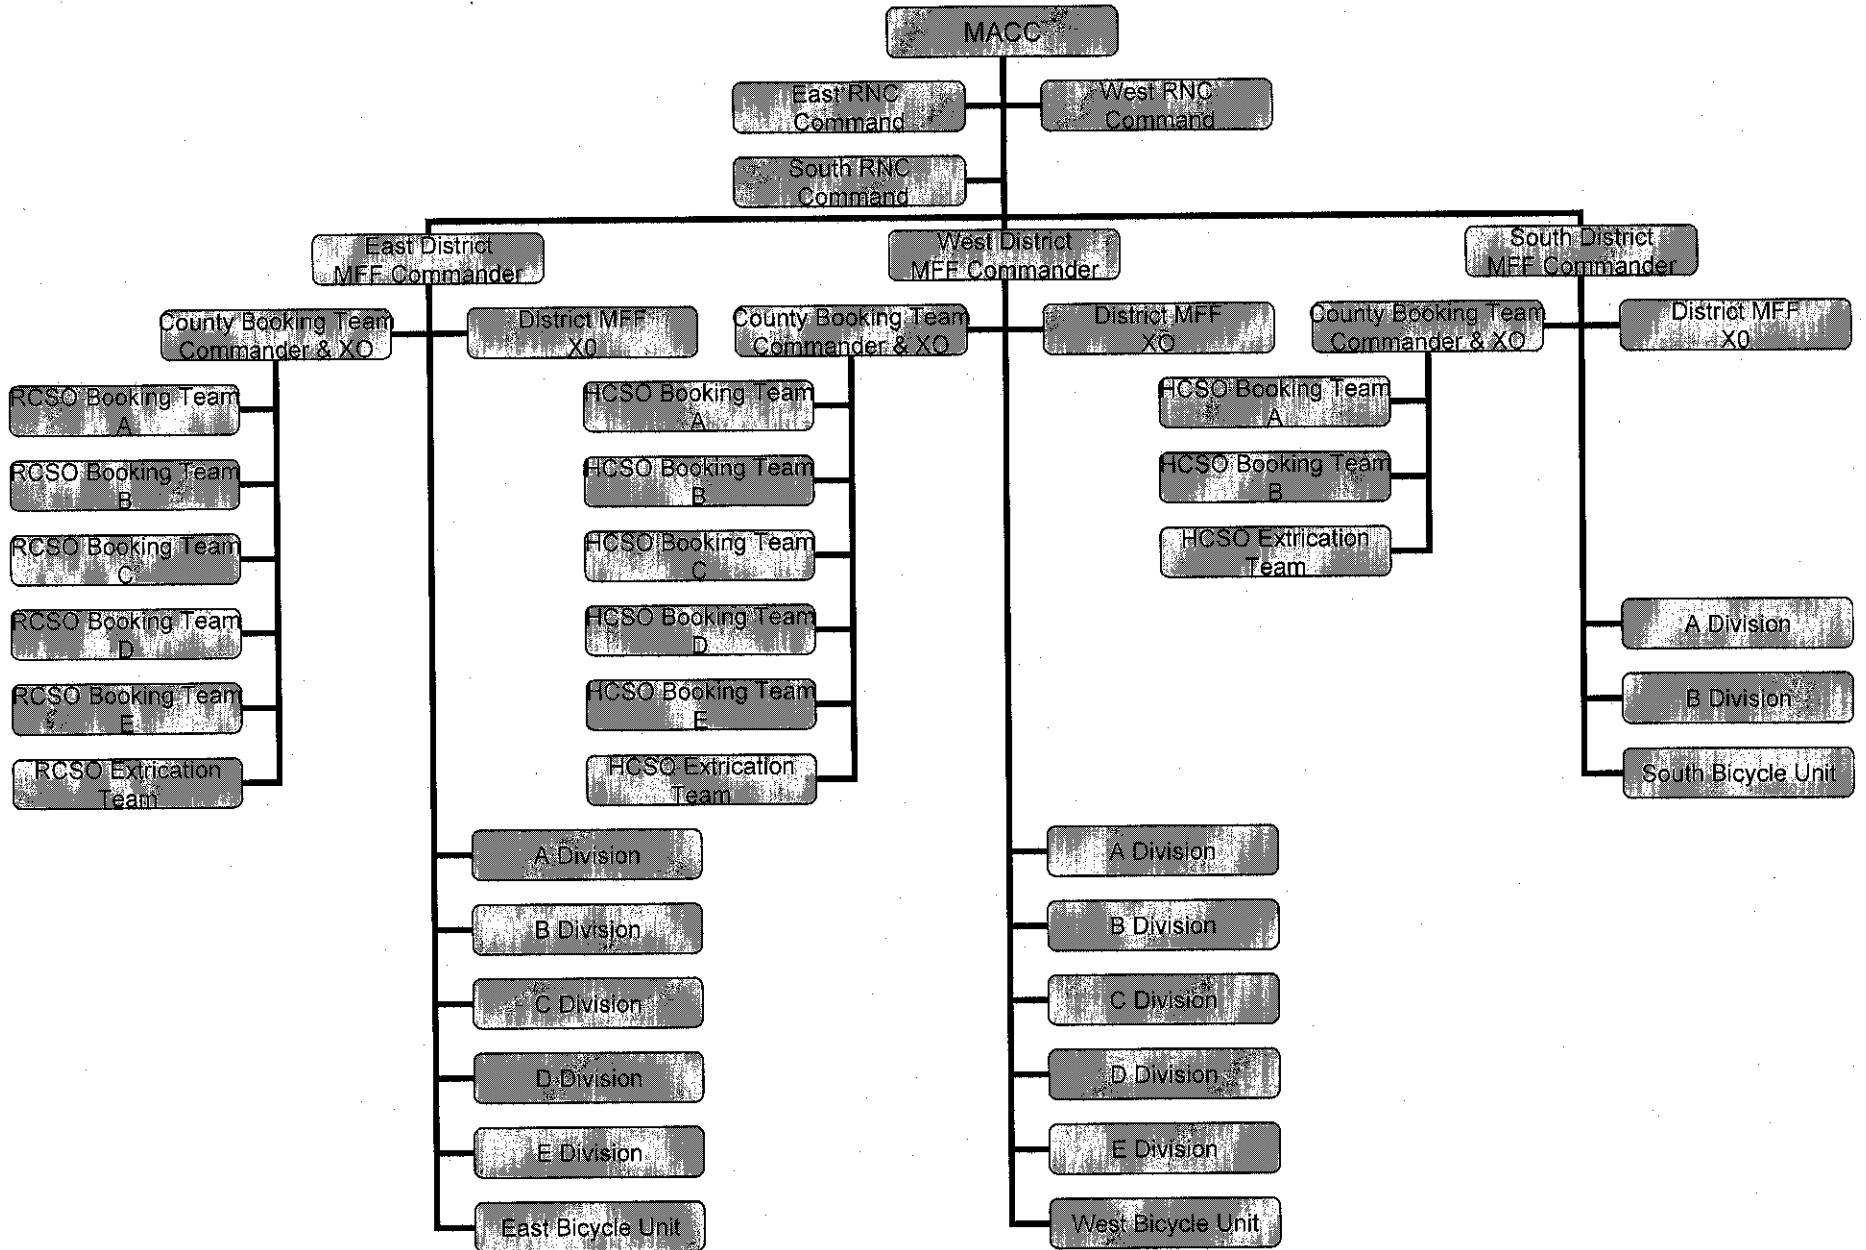 MACC
East RNC
Command
West RNC
Command
South RNC
Command
East District
MFF Commander
West District
MFF Commander
South District
MFF Commander
County Booking Team
Commander & XO
District MFF
X0
County Booking Team
Commander & XO
District MFF
XO
County Booking Team
Commander & XO
District MFF
X0
RCSO Booking Team
A
RCSO Booking Team
B
RCSO Booking Team
C
RCSO Booking Team
D
RCSO Booking Team
E
RCSO Extrication
Team
HCSO Booking Team
A
HCSO Booking Team
B
HCSO Booking Team
C
HCSO Booking Team
D
HCSO Booking Team
E
HCSO Extrication
Team
HCSO Booking Team
A
HCSO Booking Team
B
HCSO Extrication
Team
A Division
B Division
South Bicycle Unit
A Division
B Division
C Division
D Division
E Division
East Bicycle Unit
A Division
B Division
C Division
D Division
E Division
West Bicycle Unit